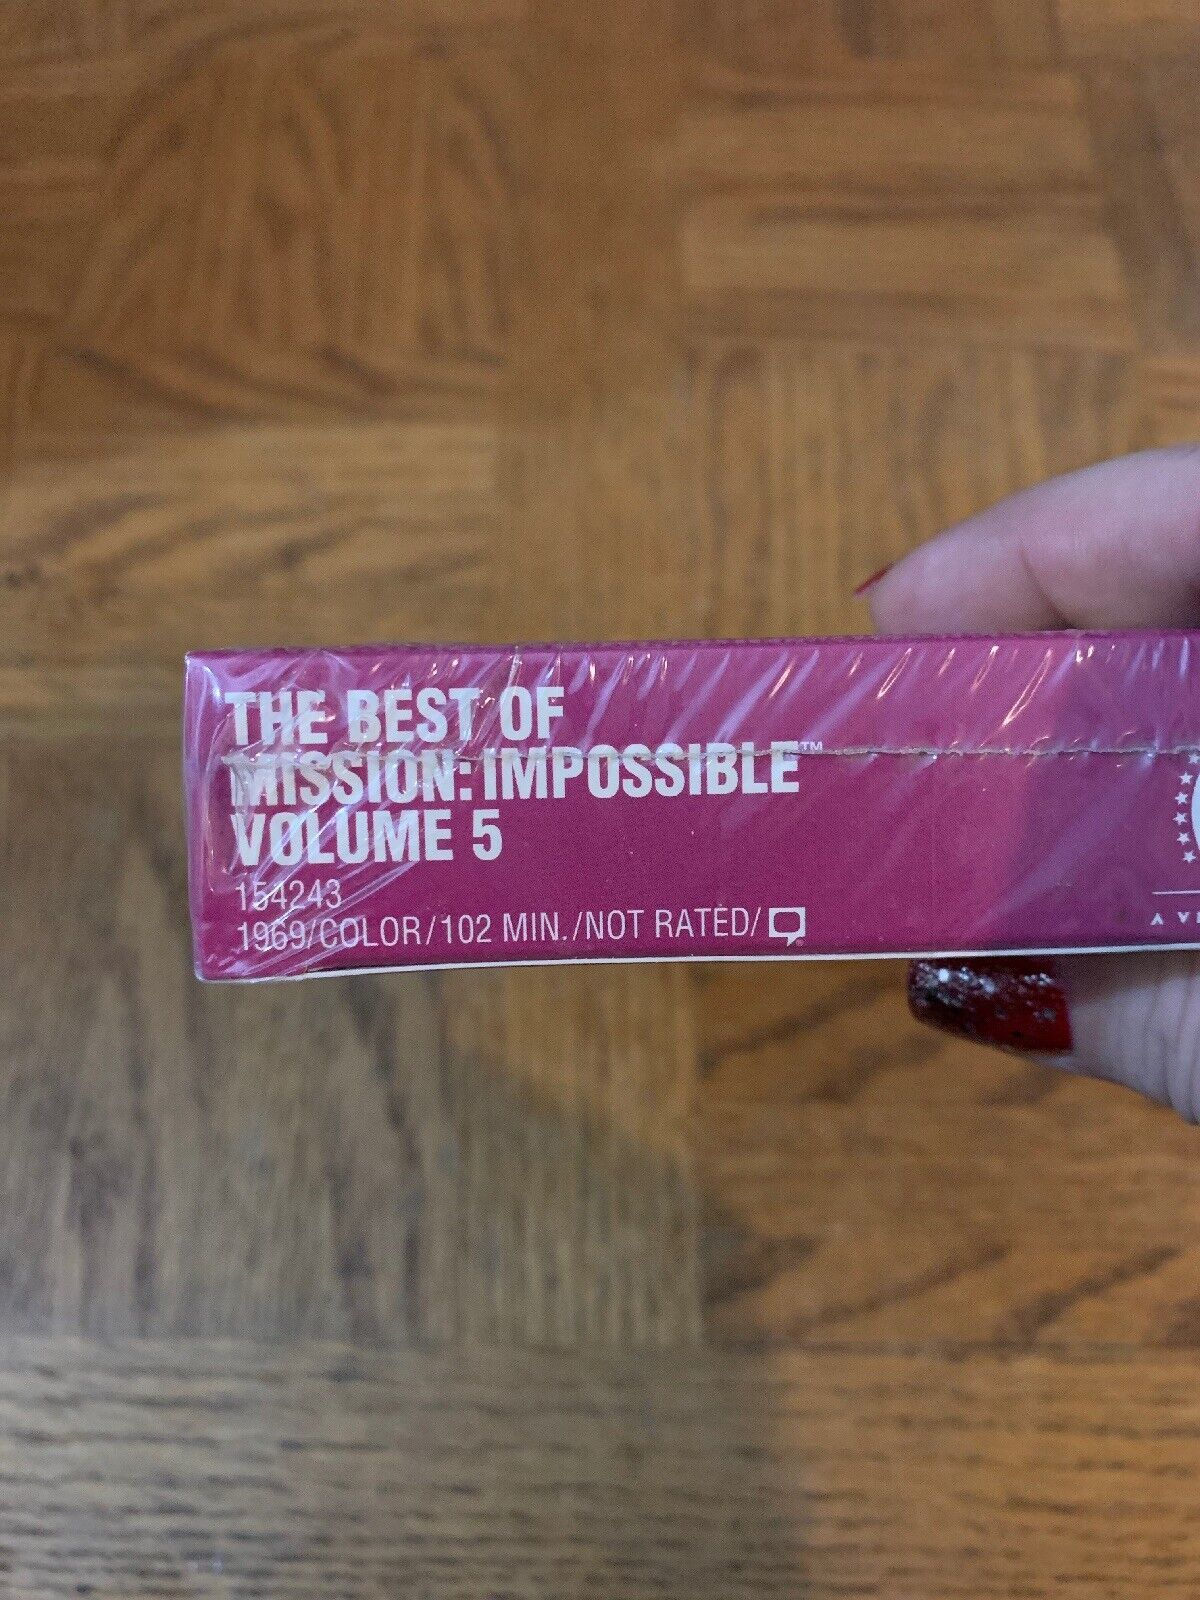 THE BEST OF
MISSION: IMPOSSIBLE™
VOLUME 5
154243
1969/COLOR/102 MIN./NOT RATED/